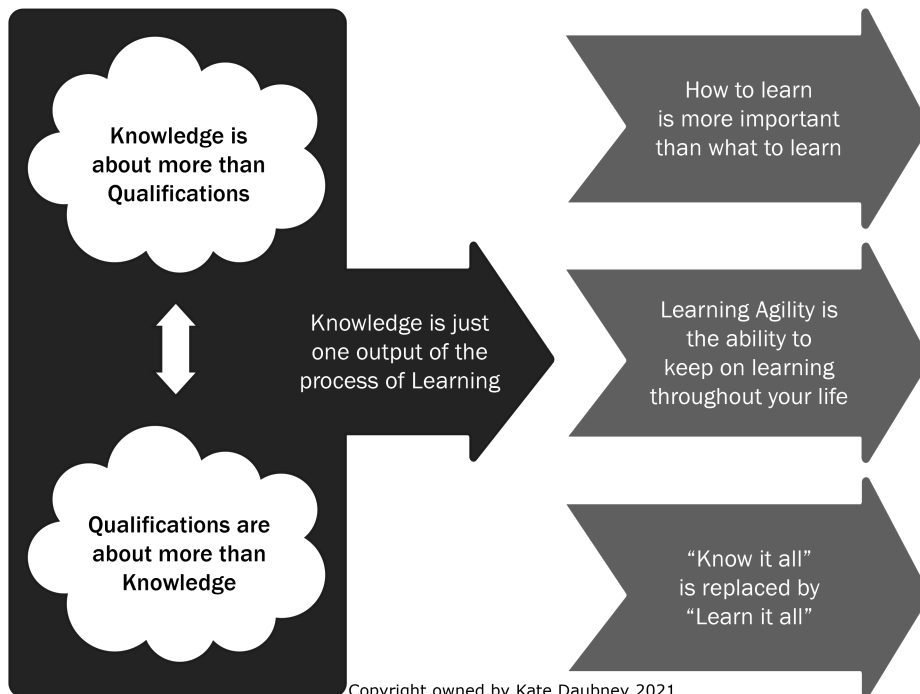 Knowledge is
about more than
Qualifications
Qualifications are
about more than
Knowledge
Knowledge is just
one output of the
process of Learning
How to learn
is more important
than what to learn
Learning Agility is
the ability to
keep on learning
throughout your life
“Know it all”
is replaced by
“Learn it all”
Copyright owned by Kate Daubney 2021